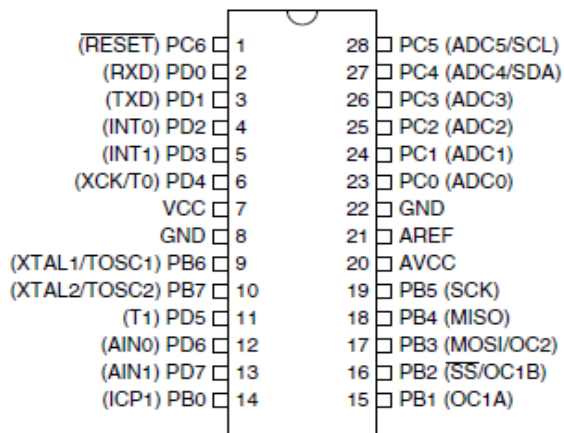 (RESET) PC6 1 28 PC5 (ADC5/SCL)
(RXD) PD0 2 27 PC4 (ADC4/SDA)
(TXD) PD1 3 26 PC3 (ADC3)
(INT0) PD2 4 25 PC2 (ADC2)
(INT1) PD3 5 24 PC1 (ADC1)
(XCK/T0) PD4 6 23 PC0 (ADC0)
VCC 7 22 GND
GND 8 21 AREF
(XTAL1/TOSC1) PB6 9 20 AVCC
(XTAL2/TOSC2) PB7 10 19 PB5 (SCK)
(T1) PD5 11 18 PB4 (MISO)
(AIN0) PD6 12 17 PB3 (MOSI/OC2)
(AIN1) PD7 13 16 PB2 (SS/OC1B)
(ICP1) PB0 14 15 PB1 (OC1A)